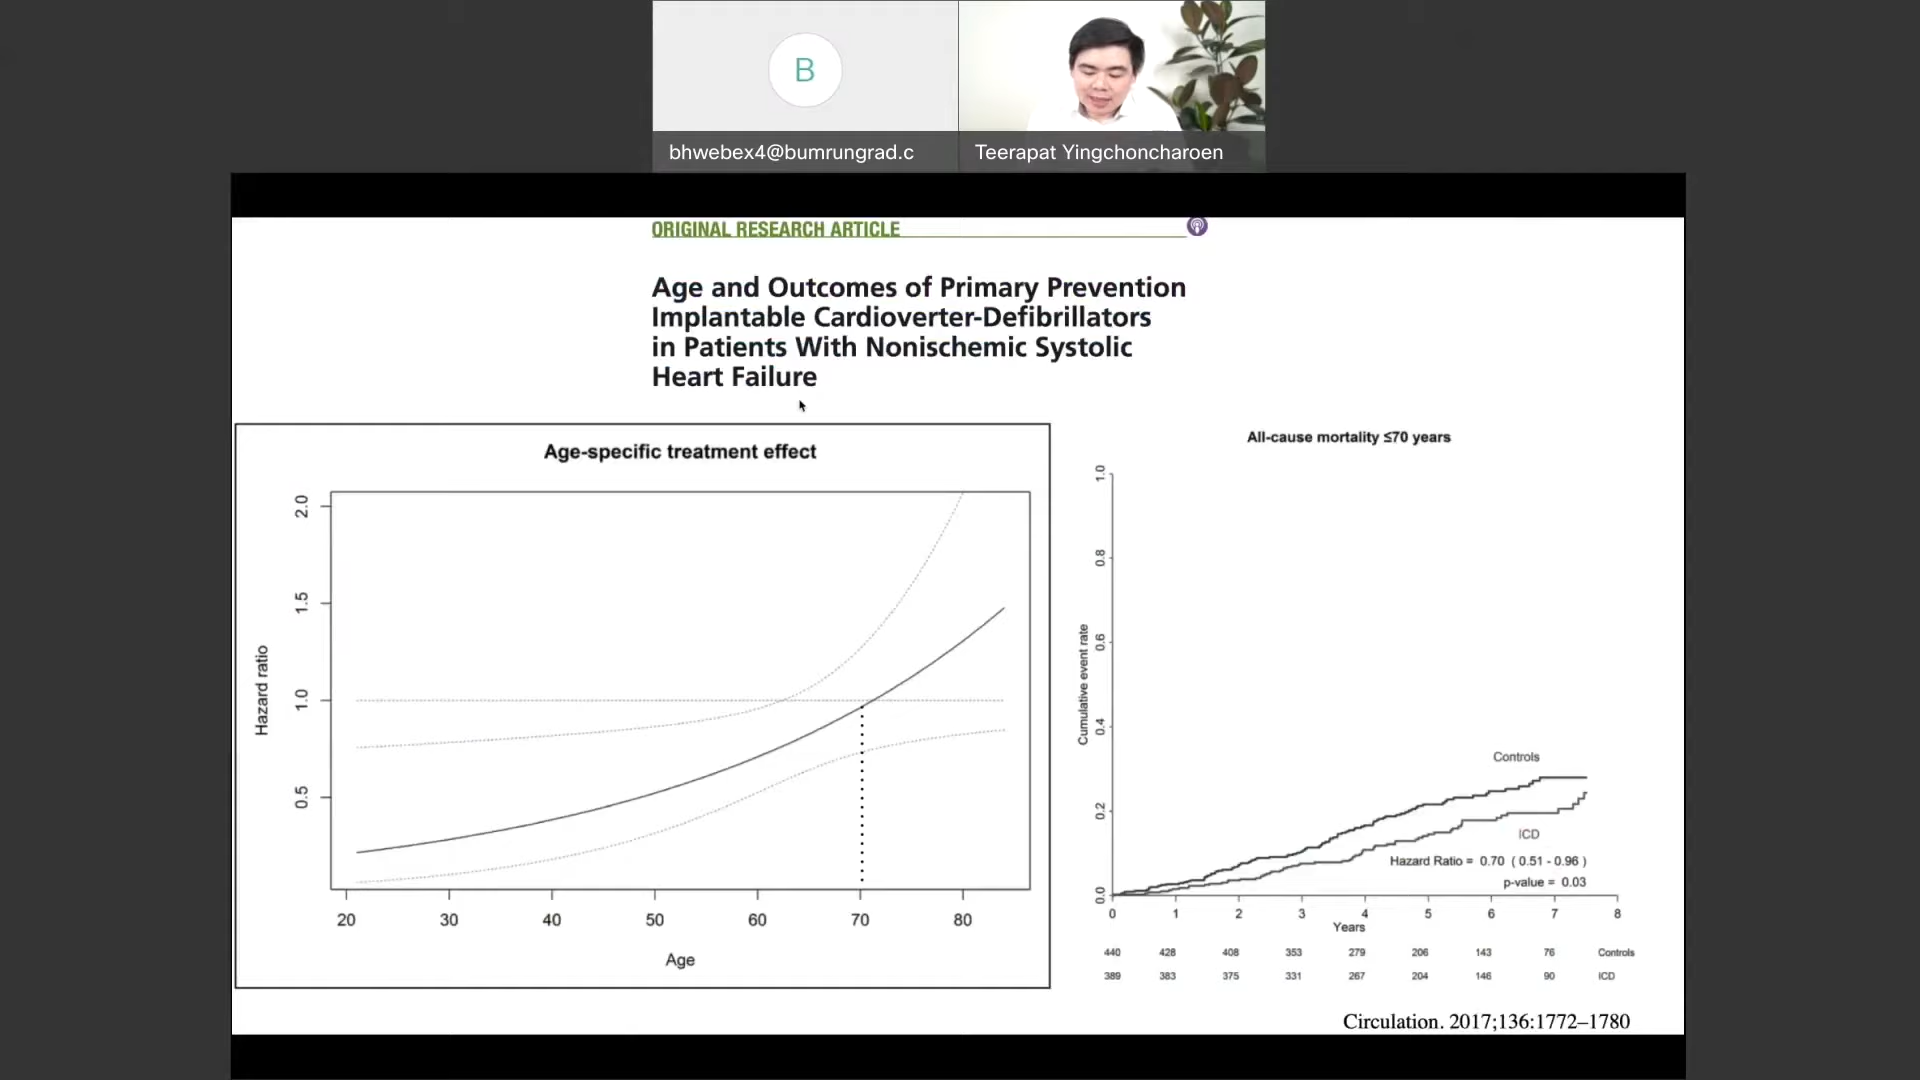 B
bhwebex4@bumrungrad.c
Teerapat Yingchoncharoen
ORIGINAL RESEARCH ARTICLE
Age and Outcomes of Primary Prevention
Implantable Cardioverter-Defibrillators
in Patients With Nonischemic Systolic
Heart Failure
Age-specific treatment effect
Hazard ratio
2.0
1.5
1.0
0.5
20 30 40 50 60 70 80
Age
All-cause mortality ≤70 years
Cumulative event rate
1.0
0.8
0.6
0.4
0.2
0.0
Controls
ICD
Hazard Ratio = 0.70 ( 0.51 - 0.96 )
p-value = 0.03
0 1 2 3 4 5 6 7 8
Years
440 428 408 353 279 206 143 76 Controls
389 383 375 331 267 204 146 90 ICD
Circulation. 2017;136:1772–1780